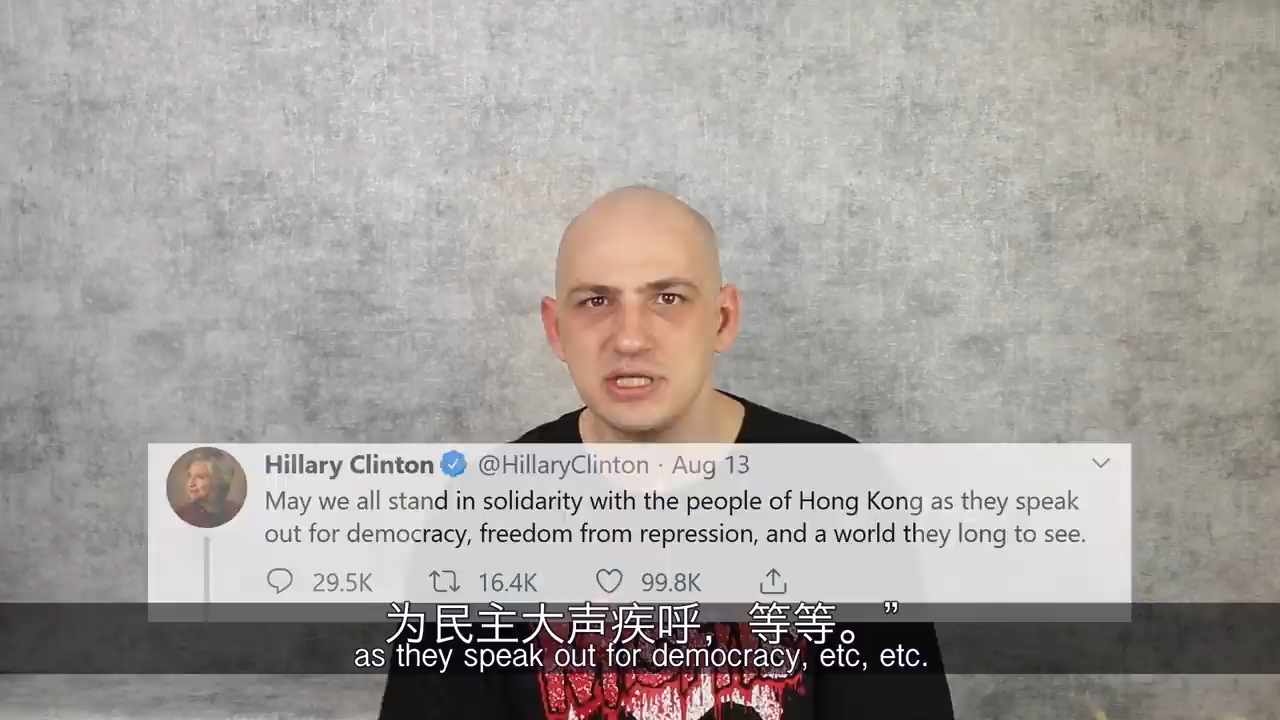 Hillary Clinton @HillaryClinton · Aug 13
May we all stand in solidarity with the people of Hong Kong as they speak
out for democracy, freedom from repression, and a world they long to see.
29.5K 16.4K 99.8K
为民主大声疾呼，等等。”
as they speak out for democracy, etc, etc.